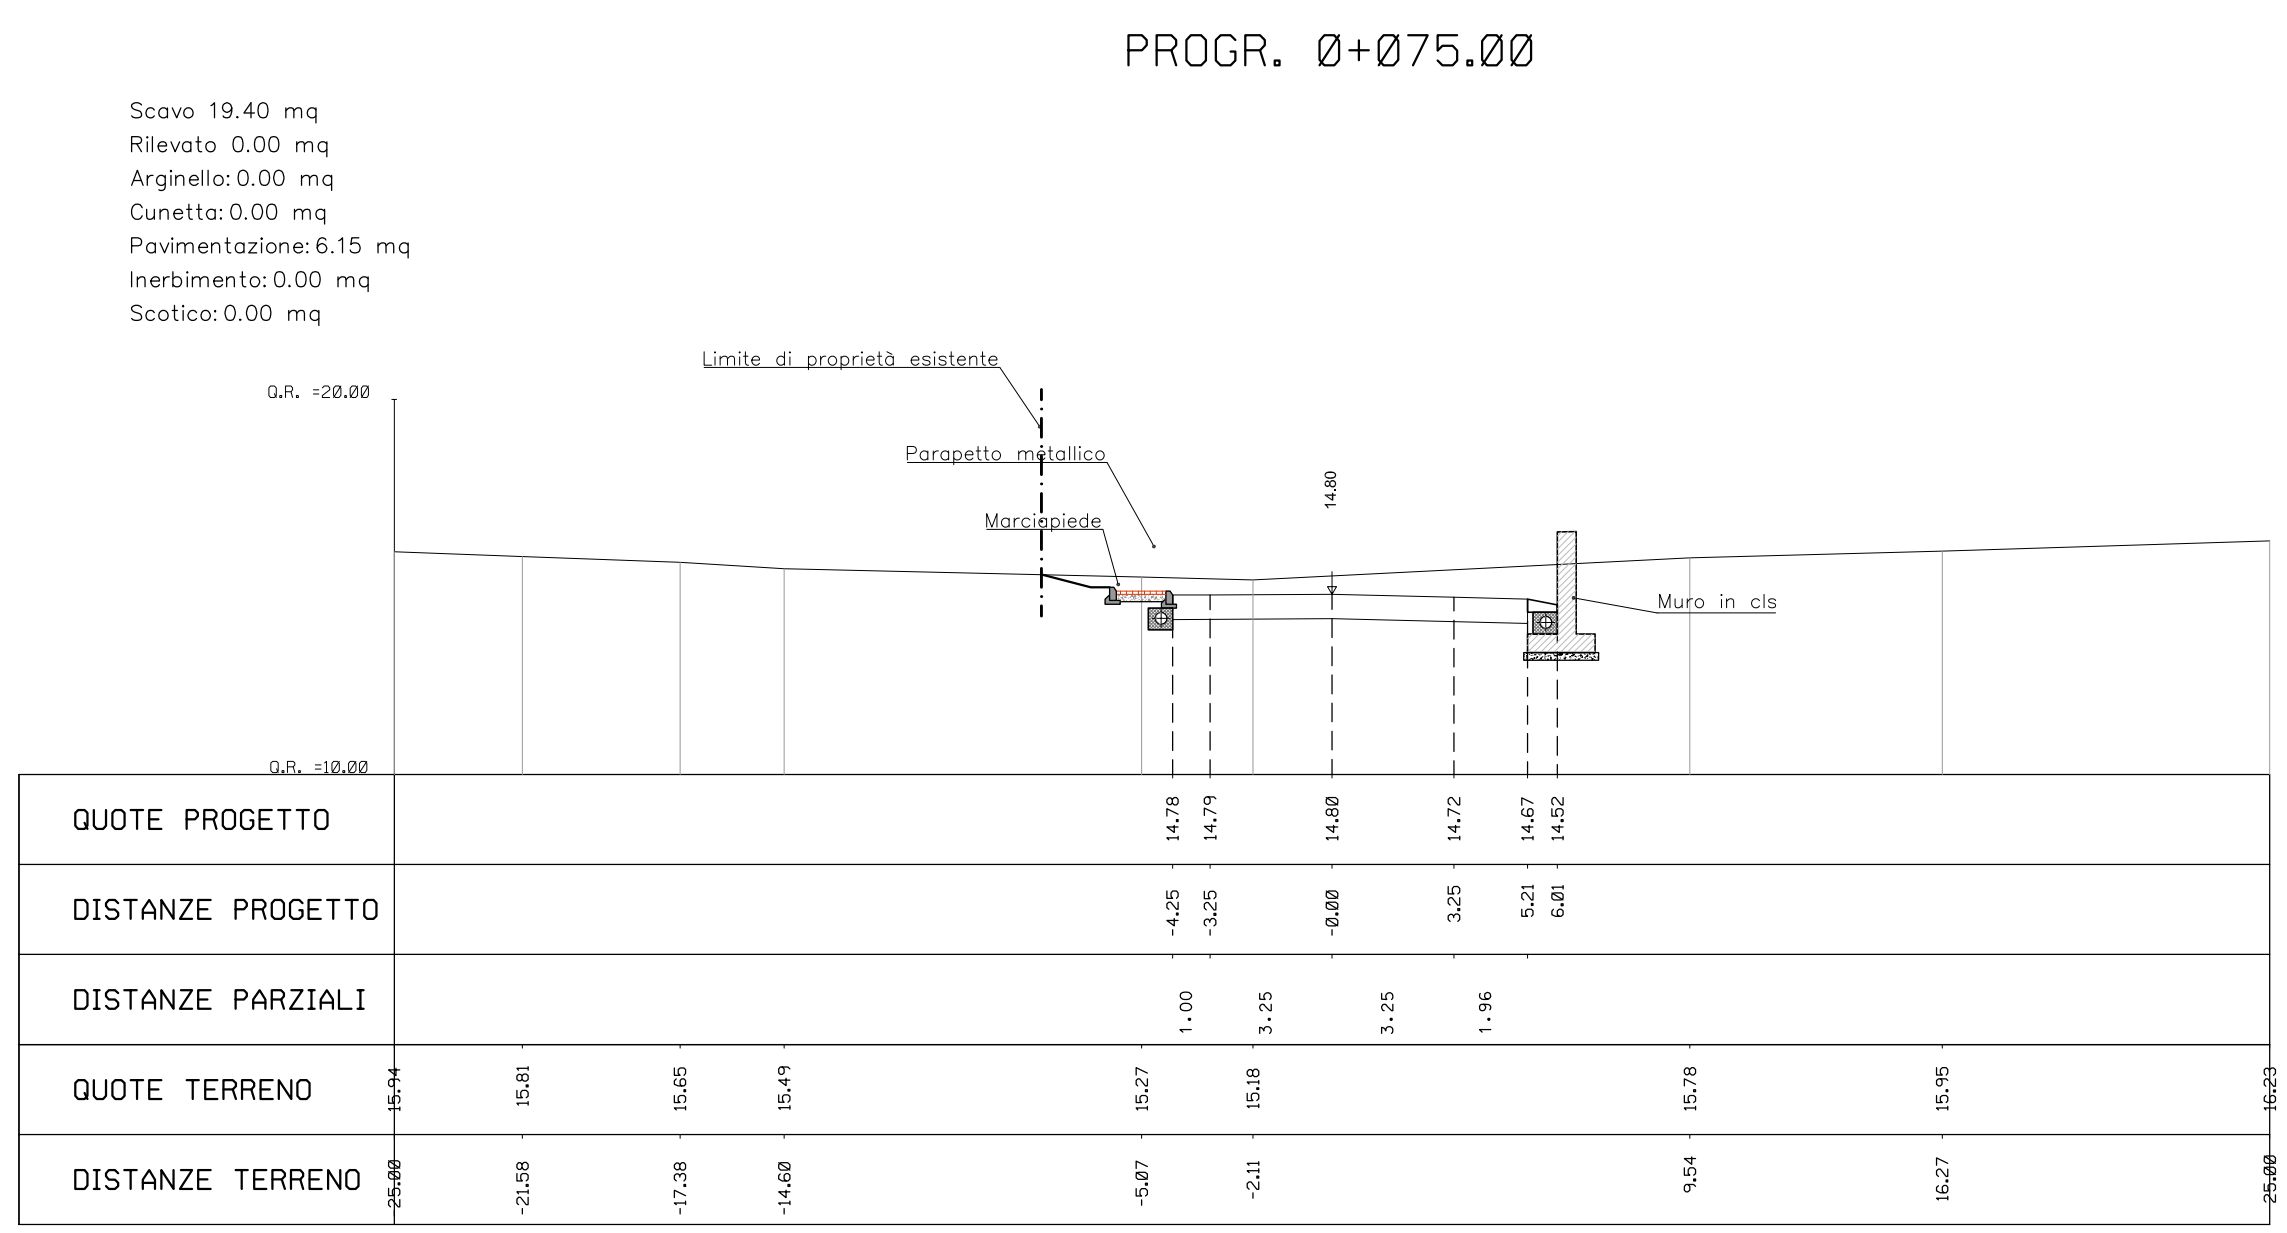 PROGR. 0+075.00
Scavo 19.40 mq
Rilevato 0.00 mq
Arginello: 0.00 mq
Cunetta: 0.00 mq
Pavimentazione: 6.15 mq
Inerbimento: 0.00 mq
Scotico: 0.00 mq
Limite di proprietà esistente
Q.R. =20.00
Parapetto metallico
14.80
Marciapiede
Muro in cls
Q.R. =10.00
QUOTE PROGETTO 14.78 14.79 14.80 14.72 14.67 14.52
DISTANZE PROGETTO -4.25 -3.25 -0.00 3.25 5.21 6.01
DISTANZE PARZIALI 1.00 3.25 3.25 1.96
QUOTE TERRENO 15.94 15.81 15.65 15.49 15.27 15.18 15.78 15.95 16.23
DISTANZE TERRENO -25.00 -21.58 -17.38 -14.60 -5.07 -2.11 9.54 16.27 25.00